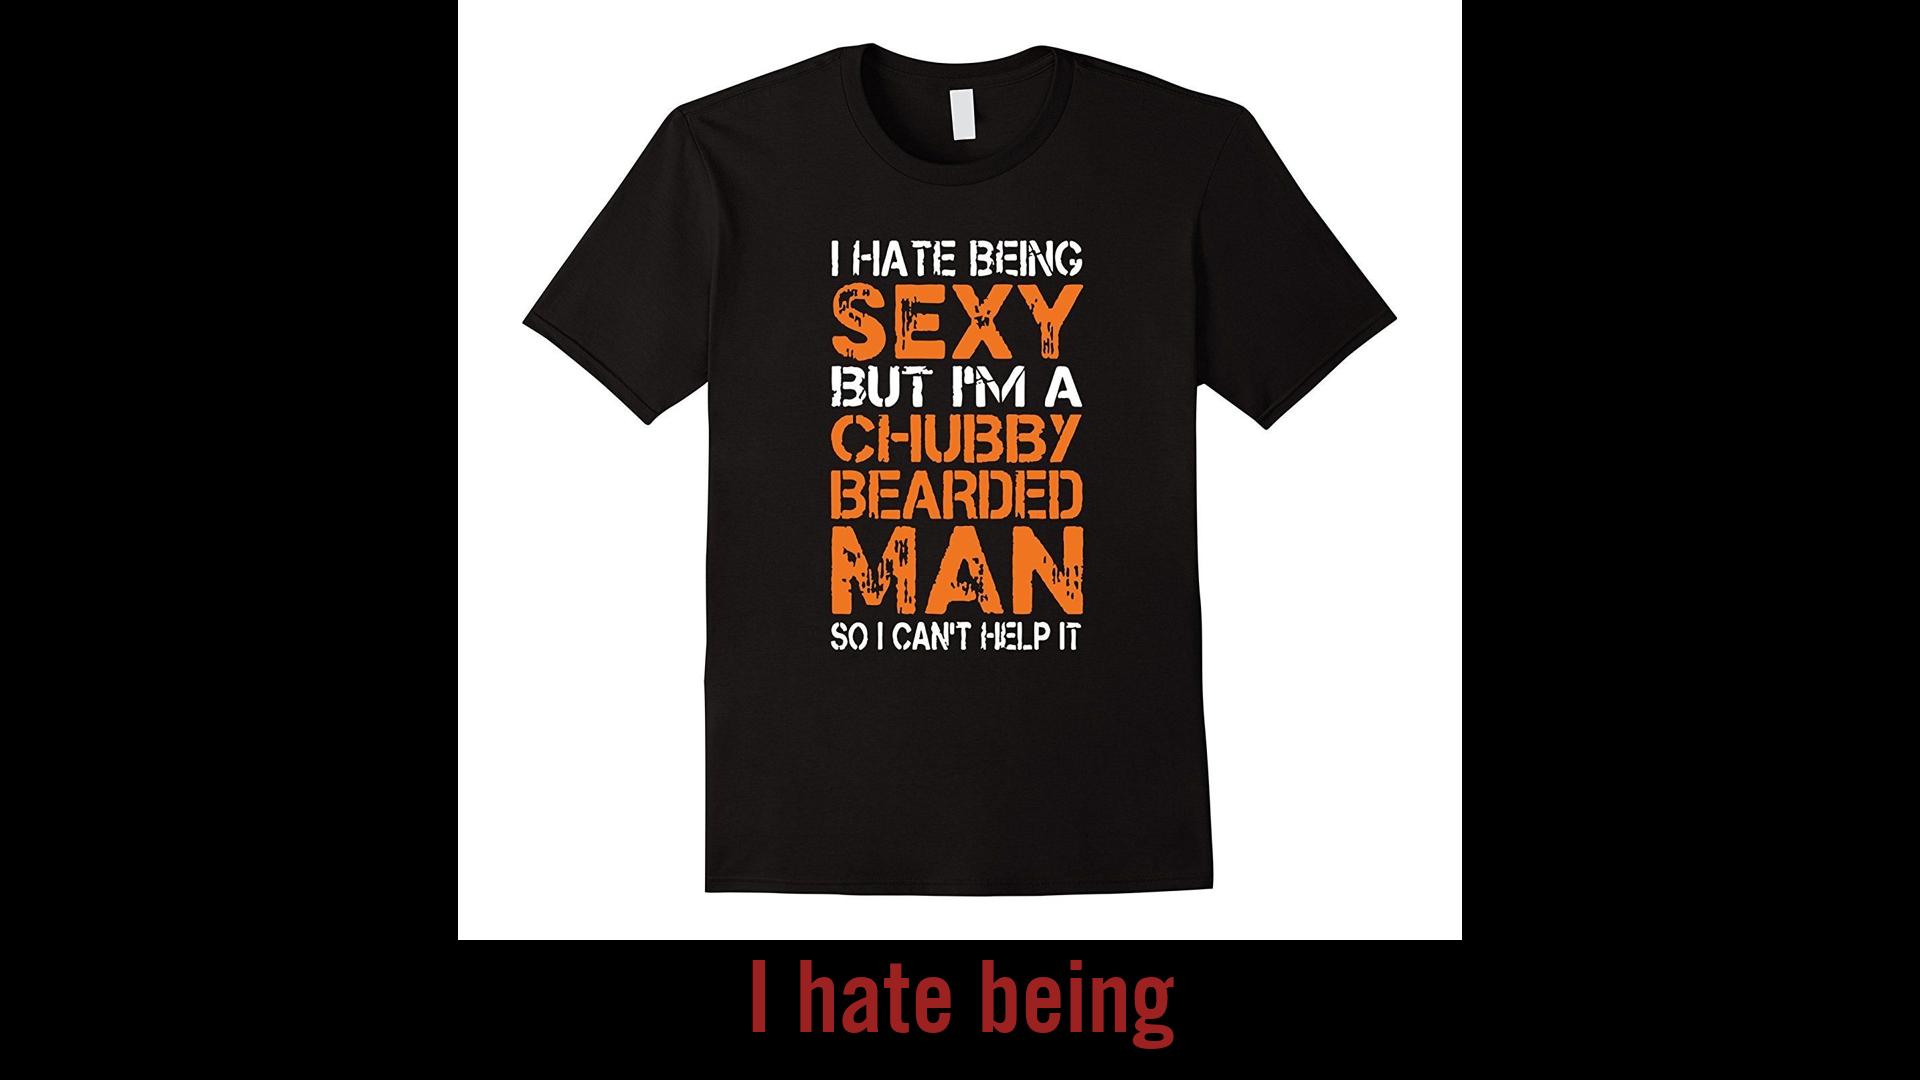 I HATE BEING
SEXY
BUT I'M A
CHUBBY
BEARDED
MAN
SO I CAN'T HELP IT
I hate being